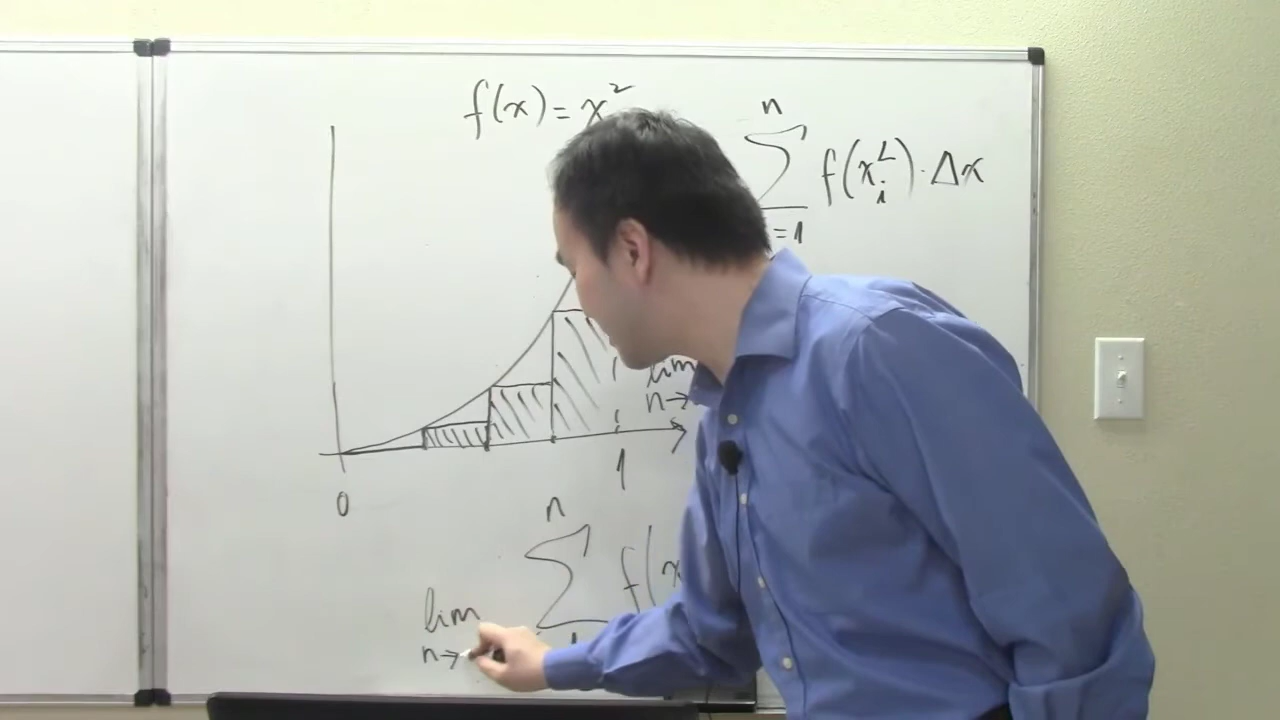 f(x) = x²
n
∑ f(xᵢᴸ) · Δx
=1
lim
n→
0
1
n
∑ f(x
lim
n→